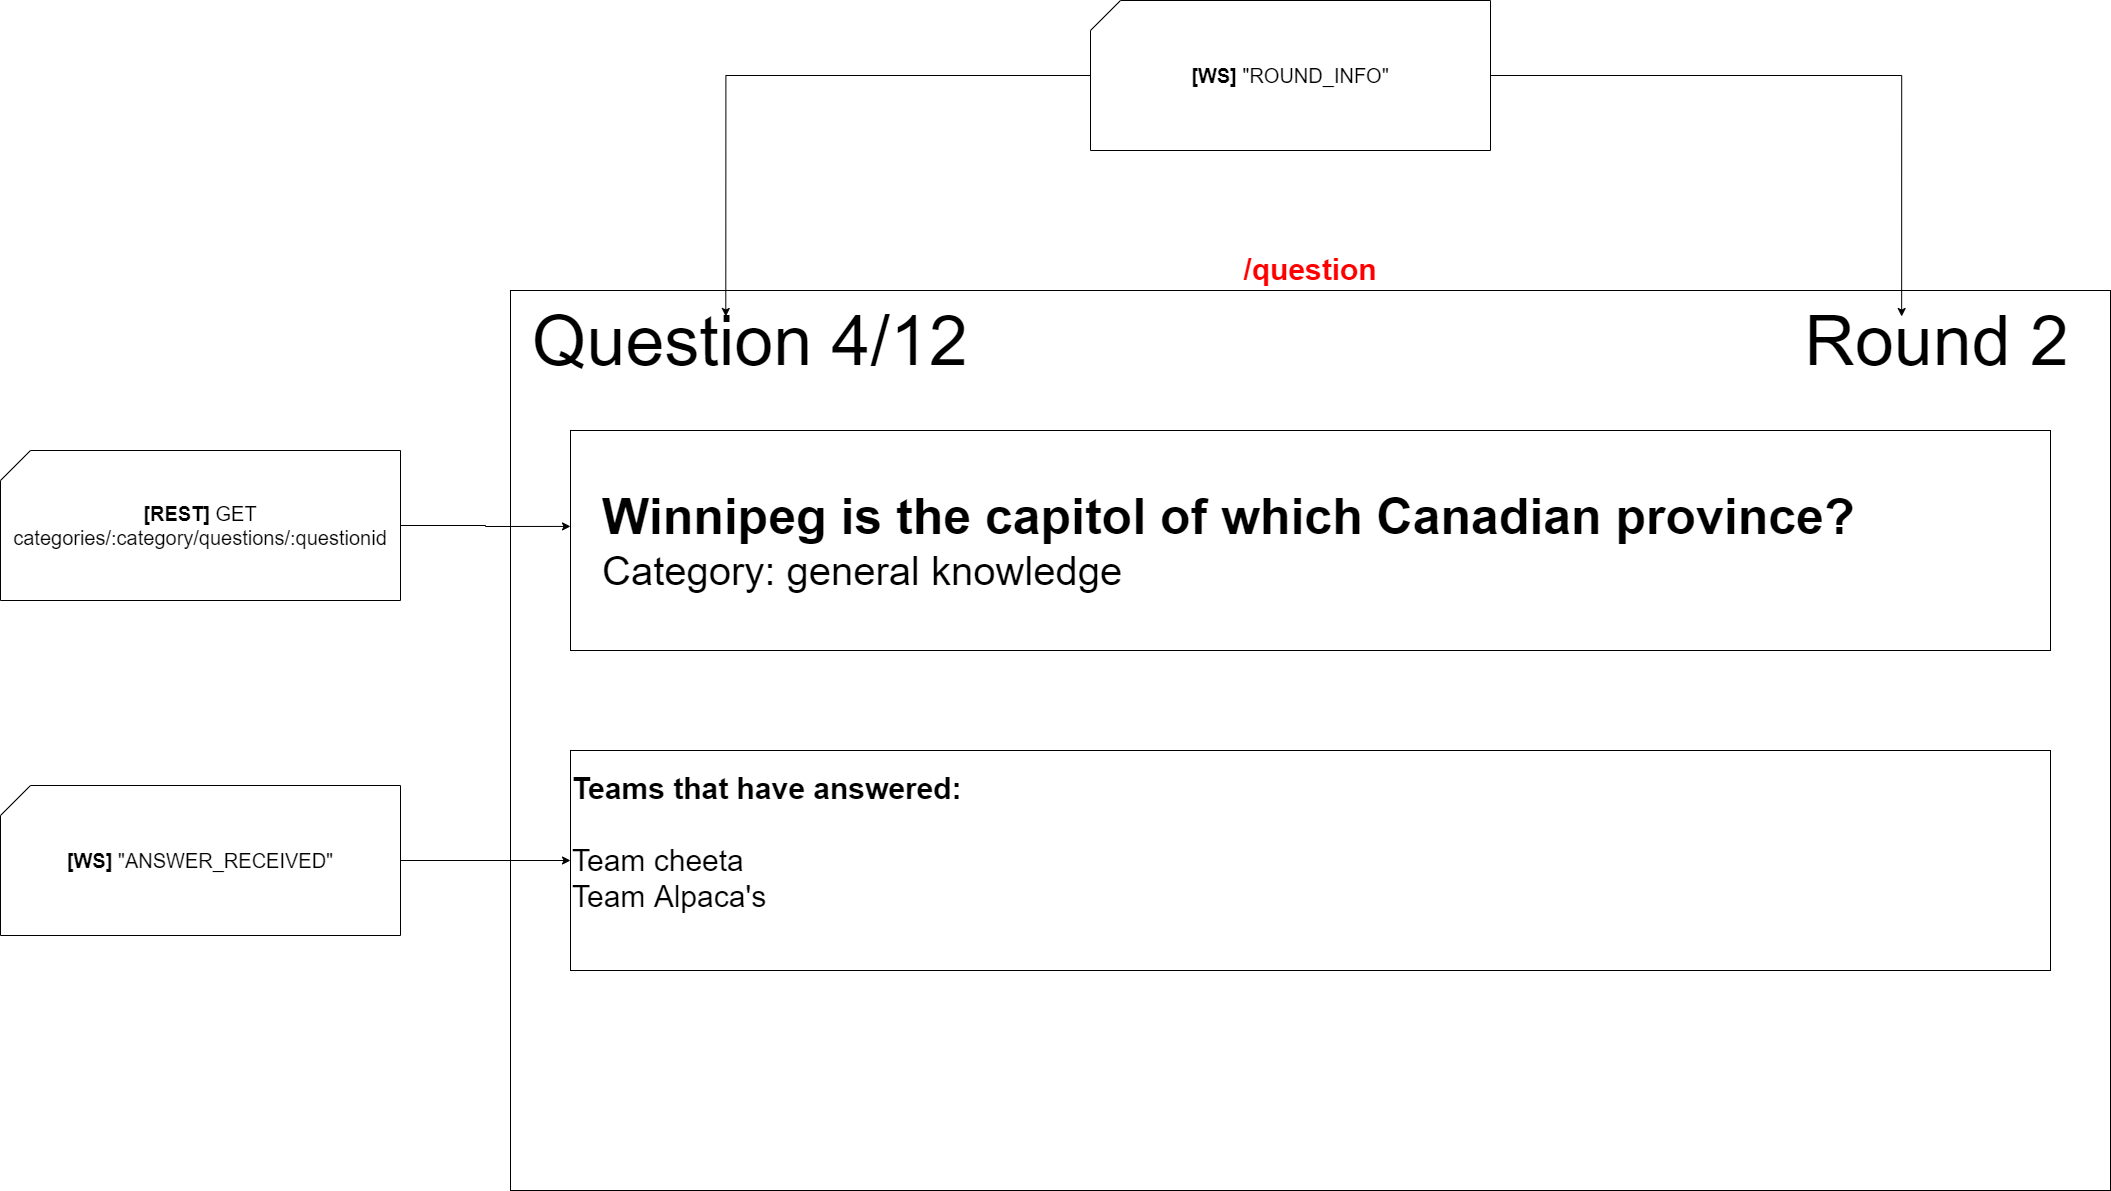 [WS] "ROUND_INFO"
/question
Question 4/12
Round 2
[REST] GET
categories/:category/questions/:questionid
Winnipeg is the capitol of which Canadian province?
Category: general knowledge
[WS] "ANSWER_RECEIVED"
Teams that have answered:
Team cheeta
Team Alpaca's